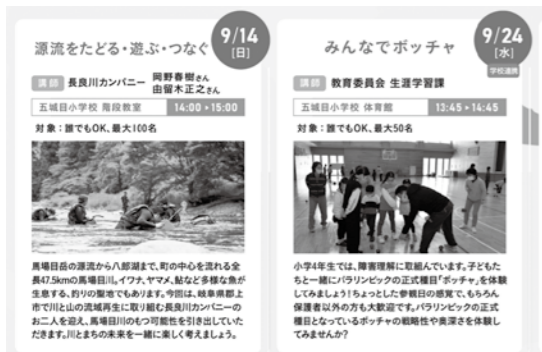 源流をたどる・遊ぶ・つなぐ
9/14
[日]
講師 長良川カンパニー 岡野春樹さん
由留木正之さん
五城目小学校 階段教室 14:00▸15:00
対象：誰でもOK、最大100名
馬場目岳の源流から八郎湖まで、町の中心を流れる全
長47.5kmの馬場目川。イワナ、ヤマメ、鮎など多様な魚が
生息する、釣りの聖地でもあります。今回は、岐阜県郡上
市で川と山の流域再生に取り組む長良川カンパニーの
お二人を迎え、馬場目川のもつ可能性を引き出していた
だきます。川とまちの未来を一緒に楽しく考えましょう。
みんなでボッチャ
9/24
[水]
学校連携
講師 教育委員会 生涯学習課
五城目小学校 体育館 13:45▸14:45
対象：誰でもOK、最大50名
小学4年生では、障害理解に取組んでいます。子どもた
ちと一緒にパラリンピックの正式種目「ボッチャ」を体験
してみましょう！ちょっとした参観日の感覚で、もちろん
保護者以外の方も大歓迎です。パラリンピックの正式
種目となっているボッチャの戦略性や奥深さを体験し
てみませんか？